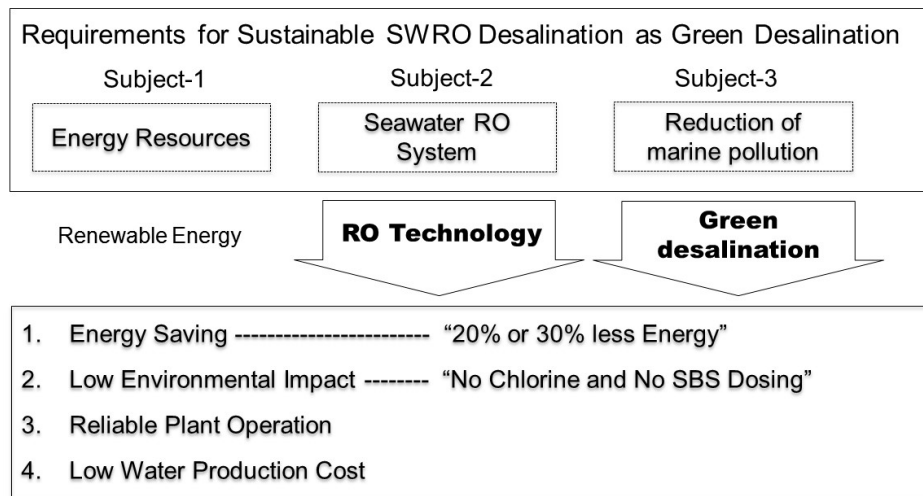 Requirements for Sustainable SWRO Desalination as Green Desalination
Subject-1
Subject-2
Subject-3
Energy Resources
Seawater RO
System
Reduction of
marine pollution
Renewable Energy
RO Technology
Green
desalination
1. Energy Saving ----------------------- “20% or 30% less Energy”
2. Low Environmental Impact -------- “No Chlorine and No SBS Dosing”
3. Reliable Plant Operation
4. Low Water Production Cost